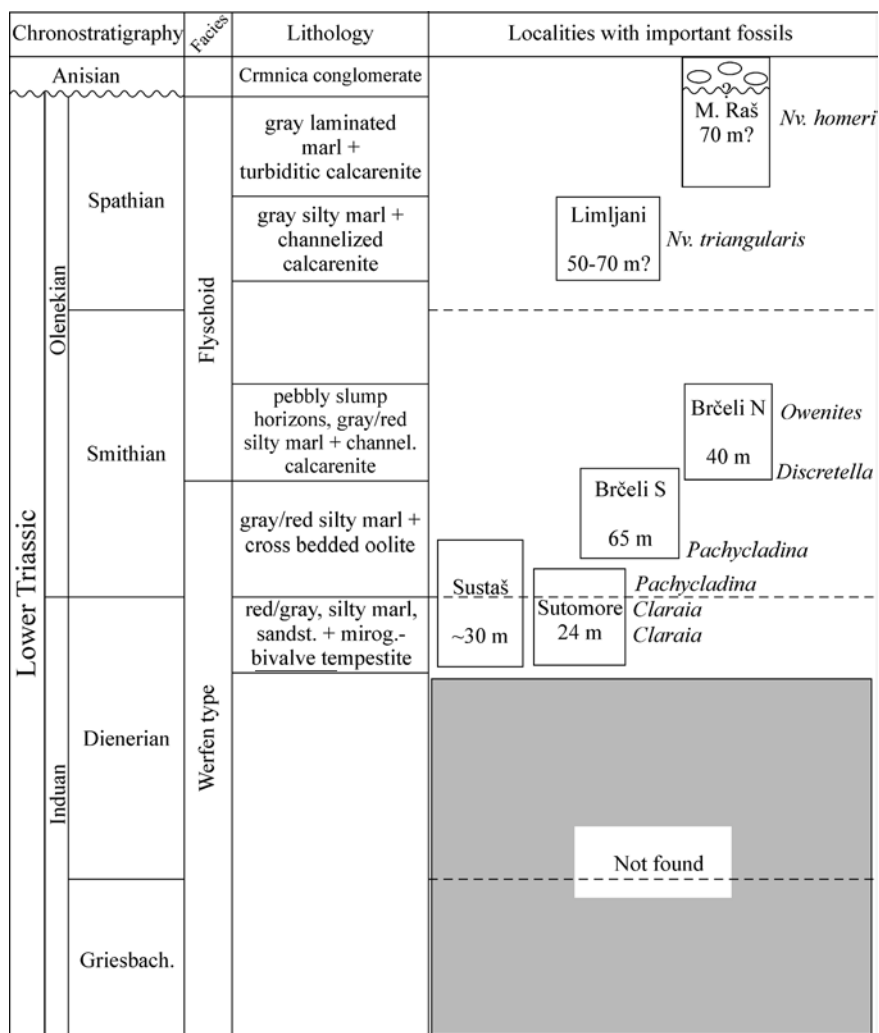 Chronostratigraphy
Facies
Lithology
Localities with important fossils
Anisian
Crmnica conglomerate
?
M. Raš
70 m?
Nv. homeri
Lower Triassic
Olenekian
Induan
Spathian
Smithian
Dienerian
Griesbach.
Flyschoid
Werfen type
gray laminated
marl +
turbiditic calcarenite
gray silty marl +
channelized
calcarenite
pebbly slump
horizons, gray/red
silty marl + channel.
calcarenite
gray/red silty marl +
cross bedded oolite
red/gray, silty marl,
sandst. + mirog.-
bivalve tempestite
Limljani
50-70 m?
Nv. triangularis
Brčeli N
40 m
Owenites
Discretella
Brčeli S
65 m
Pachycladina
Sustaš
~30 m
Sutomore
24 m
Pachycladina
Claraia
Claraia
Not found